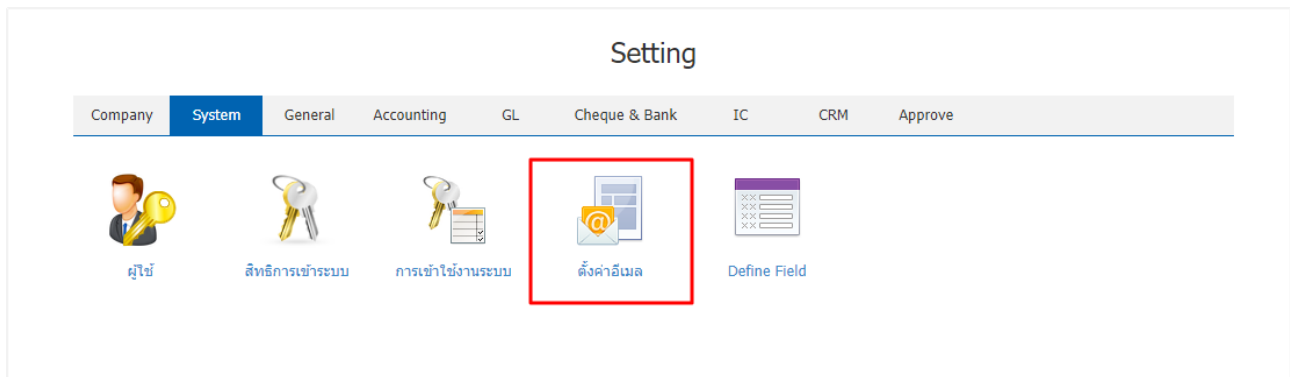 Setting
Company System General Accounting GL Cheque & Bank IC CRM Approve
ผู้ใช้ สิทธิการเข้าระบบ การเข้าใช้งานระบบ ตั้งค่าอีเมล Define Field